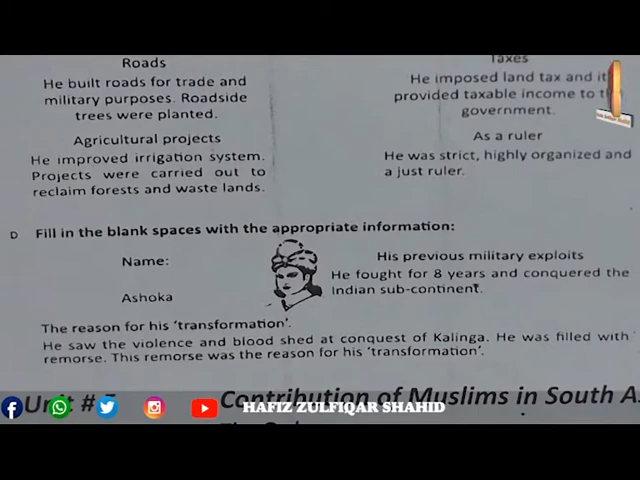 Roads
He built roads for trade and
military purposes. Roadside
trees were planted.
Taxes
He imposed land tax and it
provided taxable income to
government.
Agricultural projects
He improved irrigation system.
Projects were carried out to
reclaim forests and waste lands.
As a ruler
He was strict, highly organized and
a just ruler.
D Fill in the blank spaces with the appropriate information:
Name:
Ashoka
His previous military exploits
He fought for 8 years and conquered the
Indian sub-continent.
The reason for his 'transformation'.
He saw the violence and blood shed at conquest of Kalinga. He was filled with
remorse. This remorse was the reason for his 'transformation'.
Unit #
Contribution of Muslims in South
HAFIZ ZULFIQAR SHAHID